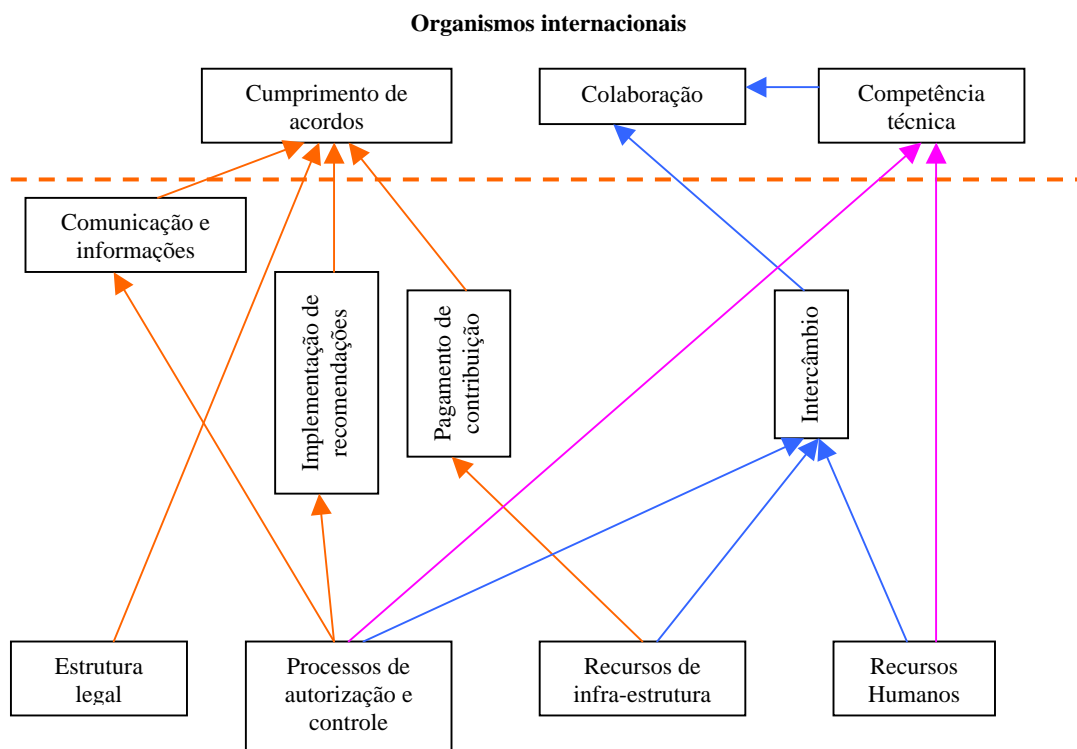 Organismos internacionais
Cumprimento de
acordos
Colaboração
Competência
técnica
Comunicação e
informações
Implementação de
recomendações
Pagamento de
contribuição
Intercâmbio
Estrutura
legal
Processos de
autorização e
controle
Recursos de
infra-estrutura
Recursos
Humanos